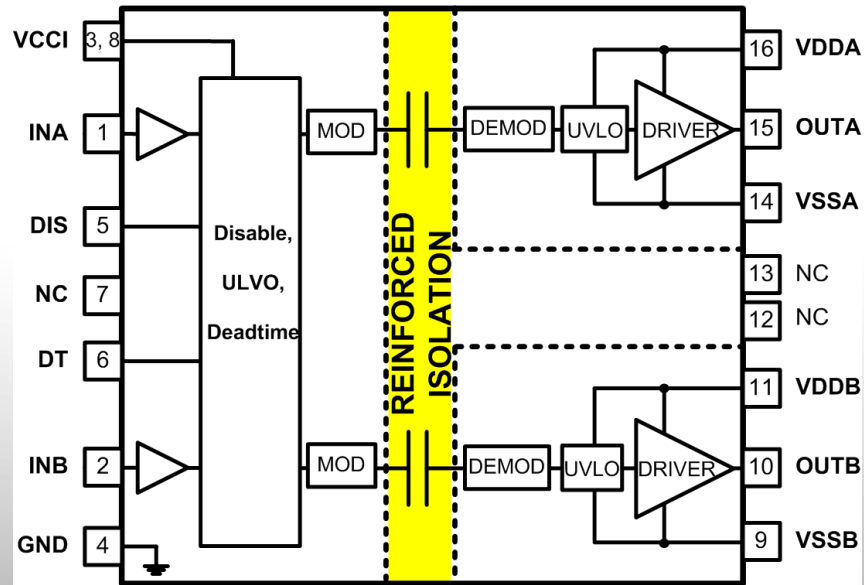 VCCI 3, 8
16 VDDA
INA 1
MOD
DEMOD
UVLO
DRIVER
15 OUTA
14 VSSA
DIS 5
Disable,
ULVO,
Deadtime
REINFORCED
ISOLATION
NC 7
13 NC
12 NC
DT 6
11 VDDB
INB 2
MOD
DEMOD
UVLO
DRIVER
10 OUTB
GND 4
9 VSSB